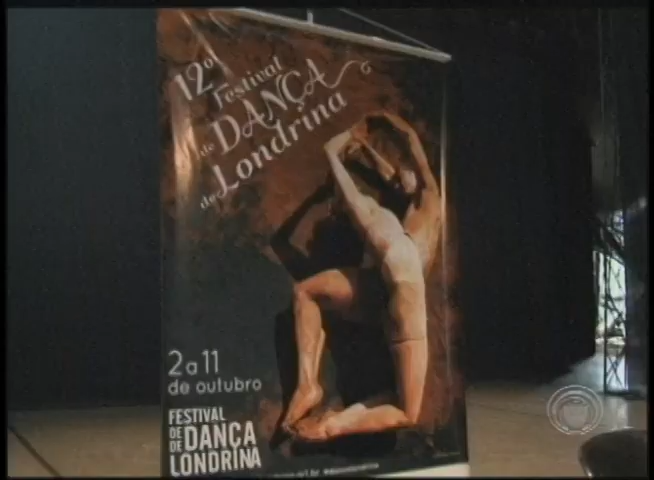 12º
Festival
de DANÇA
de Londrina
2 a 11
de outubro
FESTIVAL
DE DANÇA
DE
LONDRINA